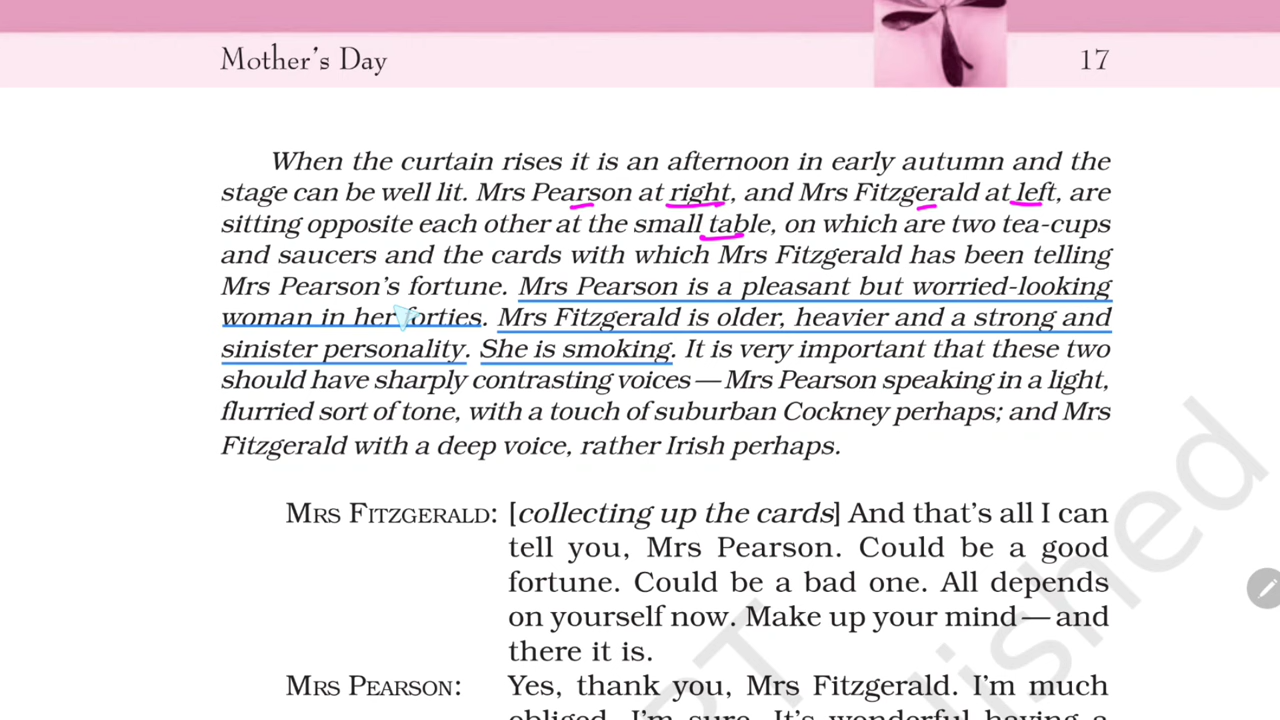 Mother's Day 17
When the curtain rises it is an afternoon in early autumn and the
stage can be well lit. Mrs Pearson at right, and Mrs Fitzgerald at left, are
sitting opposite each other at the small table, on which are two tea-cups
and saucers and the cards with which Mrs Fitzgerald has been telling
Mrs Pearson's fortune. Mrs Pearson is a pleasant but worried-looking
woman in her forties. Mrs Fitzgerald is older, heavier and a strong and
sinister personality. She is smoking. It is very important that these two
should have sharply contrasting voices — Mrs Pearson speaking in a light,
flurried sort of tone, with a touch of suburban Cockney perhaps; and Mrs
Fitzgerald with a deep voice, rather Irish perhaps.
MRS FITZGERALD: [collecting up the cards] And that's all I can
tell you, Mrs Pearson. Could be a good
fortune. Could be a bad one. All depends
on yourself now. Make up your mind — and
there it is.
MRS PEARSON: Yes, thank you, Mrs Fitzgerald. I'm much
obliged, I'm sure. It's wonderful having a